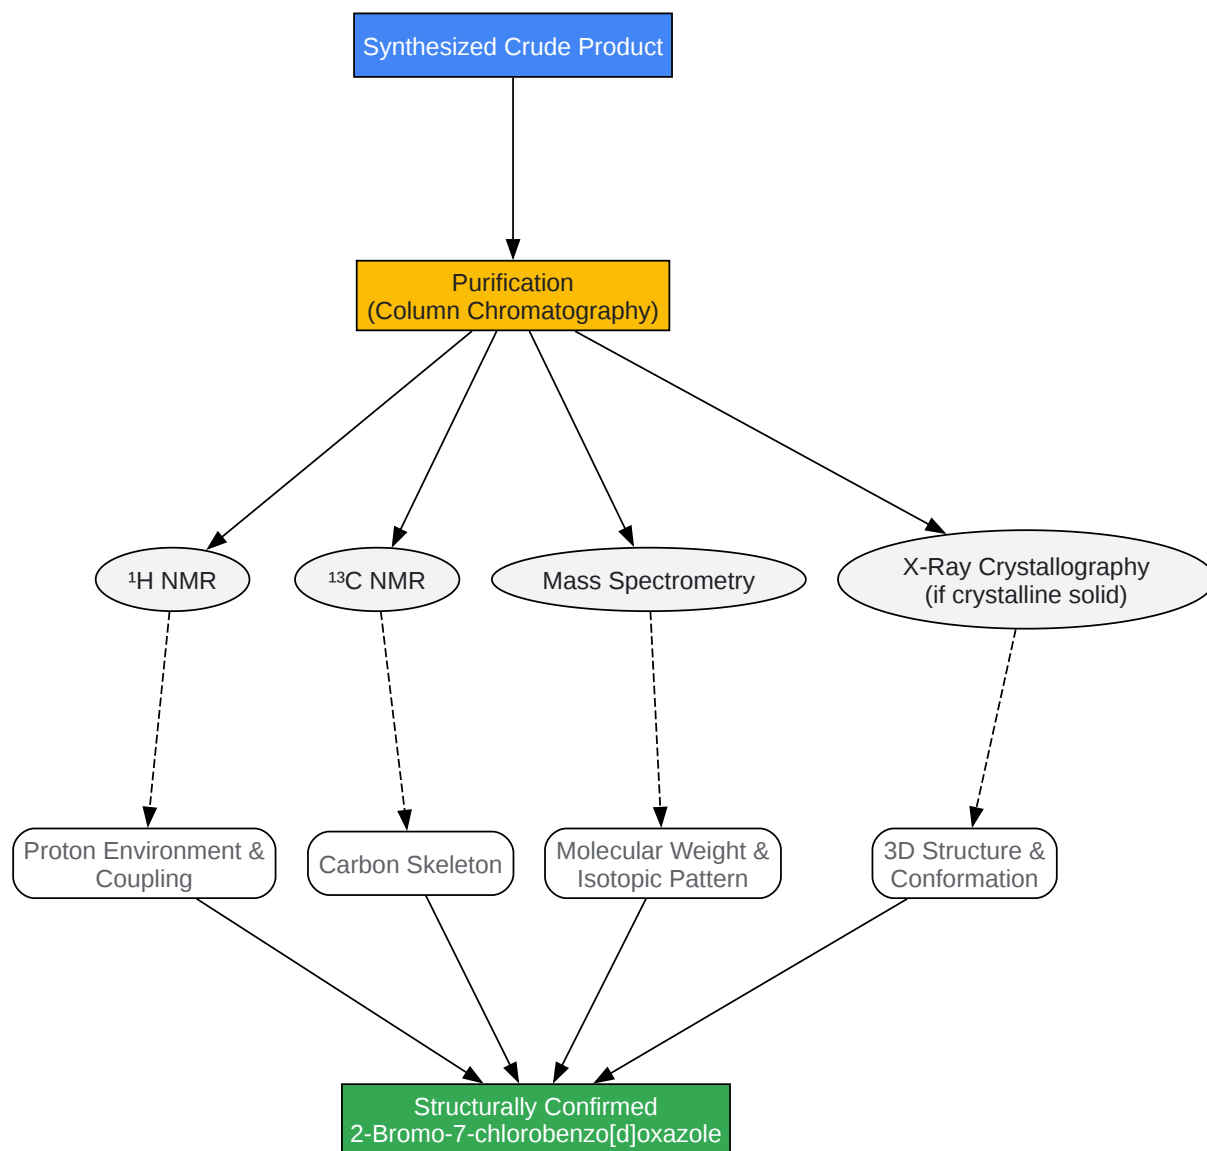 Synthesized Crude Product
Purification
(Column Chromatography)
¹H NMR
¹³C NMR
Mass Spectrometry
X-Ray Crystallography
(if crystalline solid)
Proton Environment &
Coupling
Carbon Skeleton
Molecular Weight &
Isotopic Pattern
3D Structure &
Conformation
Structurally Confirmed
2-Bromo-7-chlorobenzo[d]oxazole